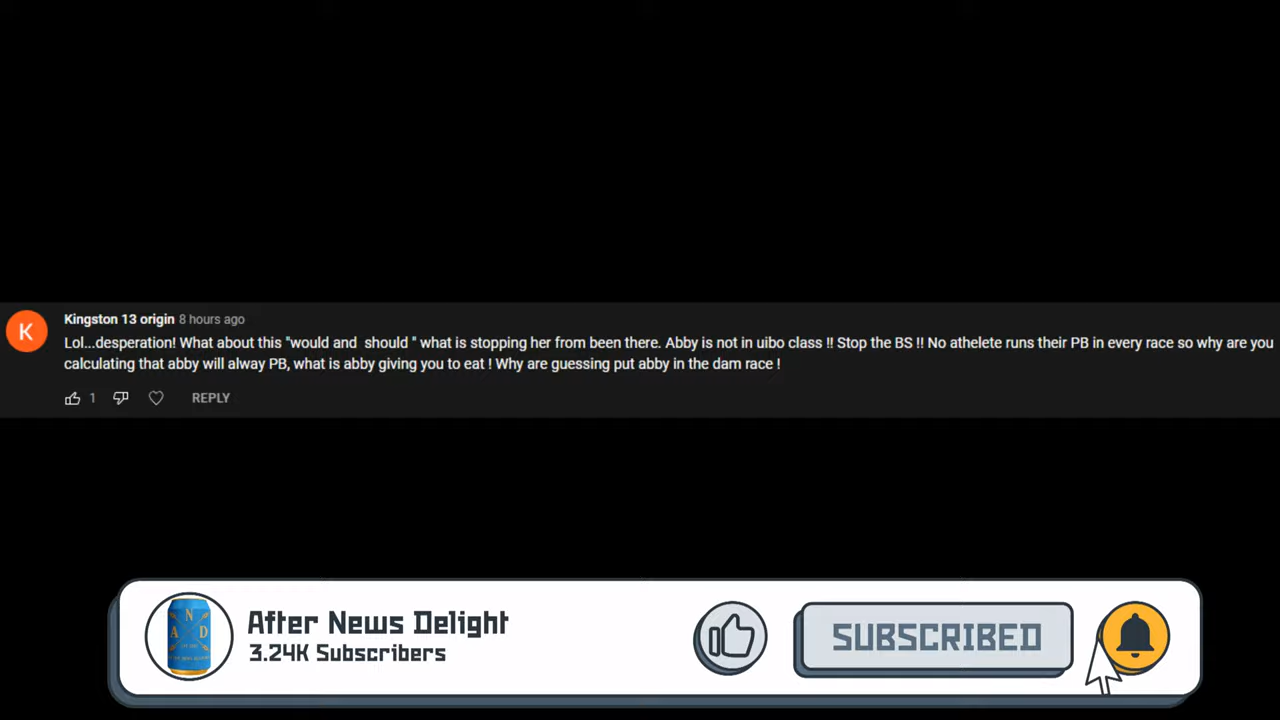 K
Kingston 13 origin 8 hours ago
Lol...desperation! What about this "would and  should " what is stopping her from been there. Abby is not in uibo class !! Stop the BS !! No athelete runs their PB in every race so why are you
calculating that abby will alway PB, what is abby giving you to eat ! Why are guessing put abby in the dam race !
1
REPLY
N
A D
After News Delight
3.24K Subscribers
SUBSCRIBED